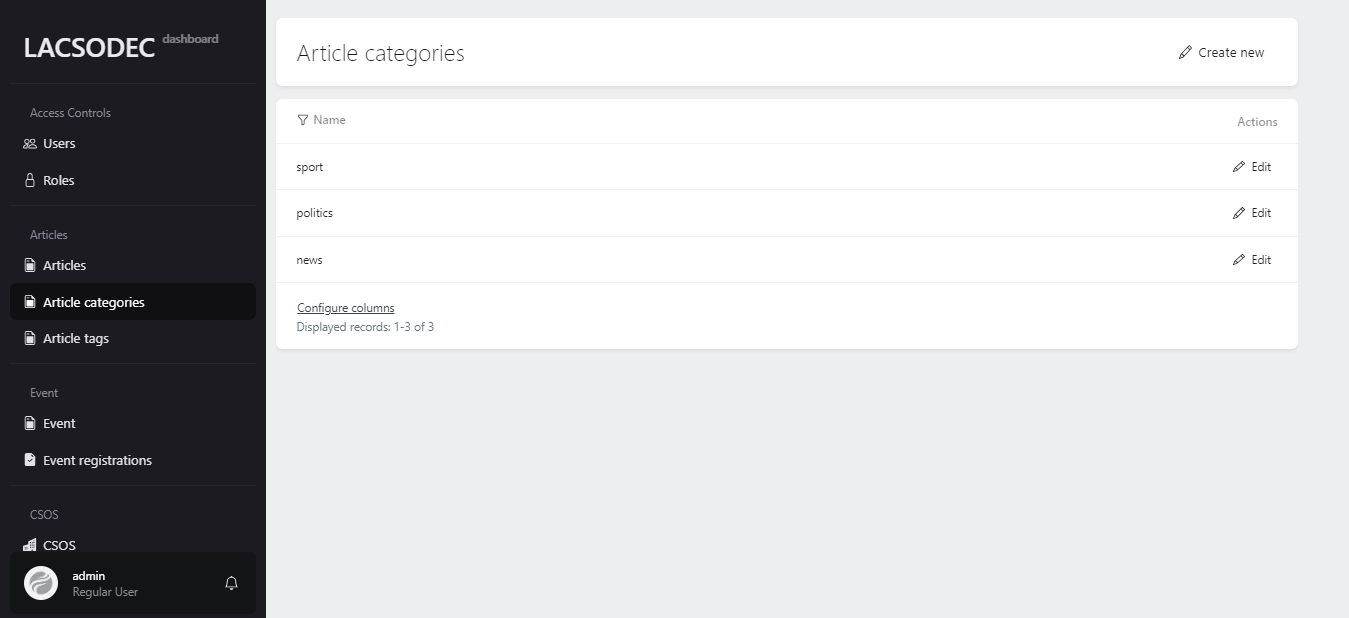 LACSODEC dashboard
Access Controls
Users
Roles
Articles
Articles
Article categories
Article tags
Event
Event
Event registrations
CSOS
CSOS
admin
Regular User
Article categories
Create new
Name
Actions
sport
Edit
politics
Edit
news
Edit
Configure columns
Displayed records: 1-3 of 3